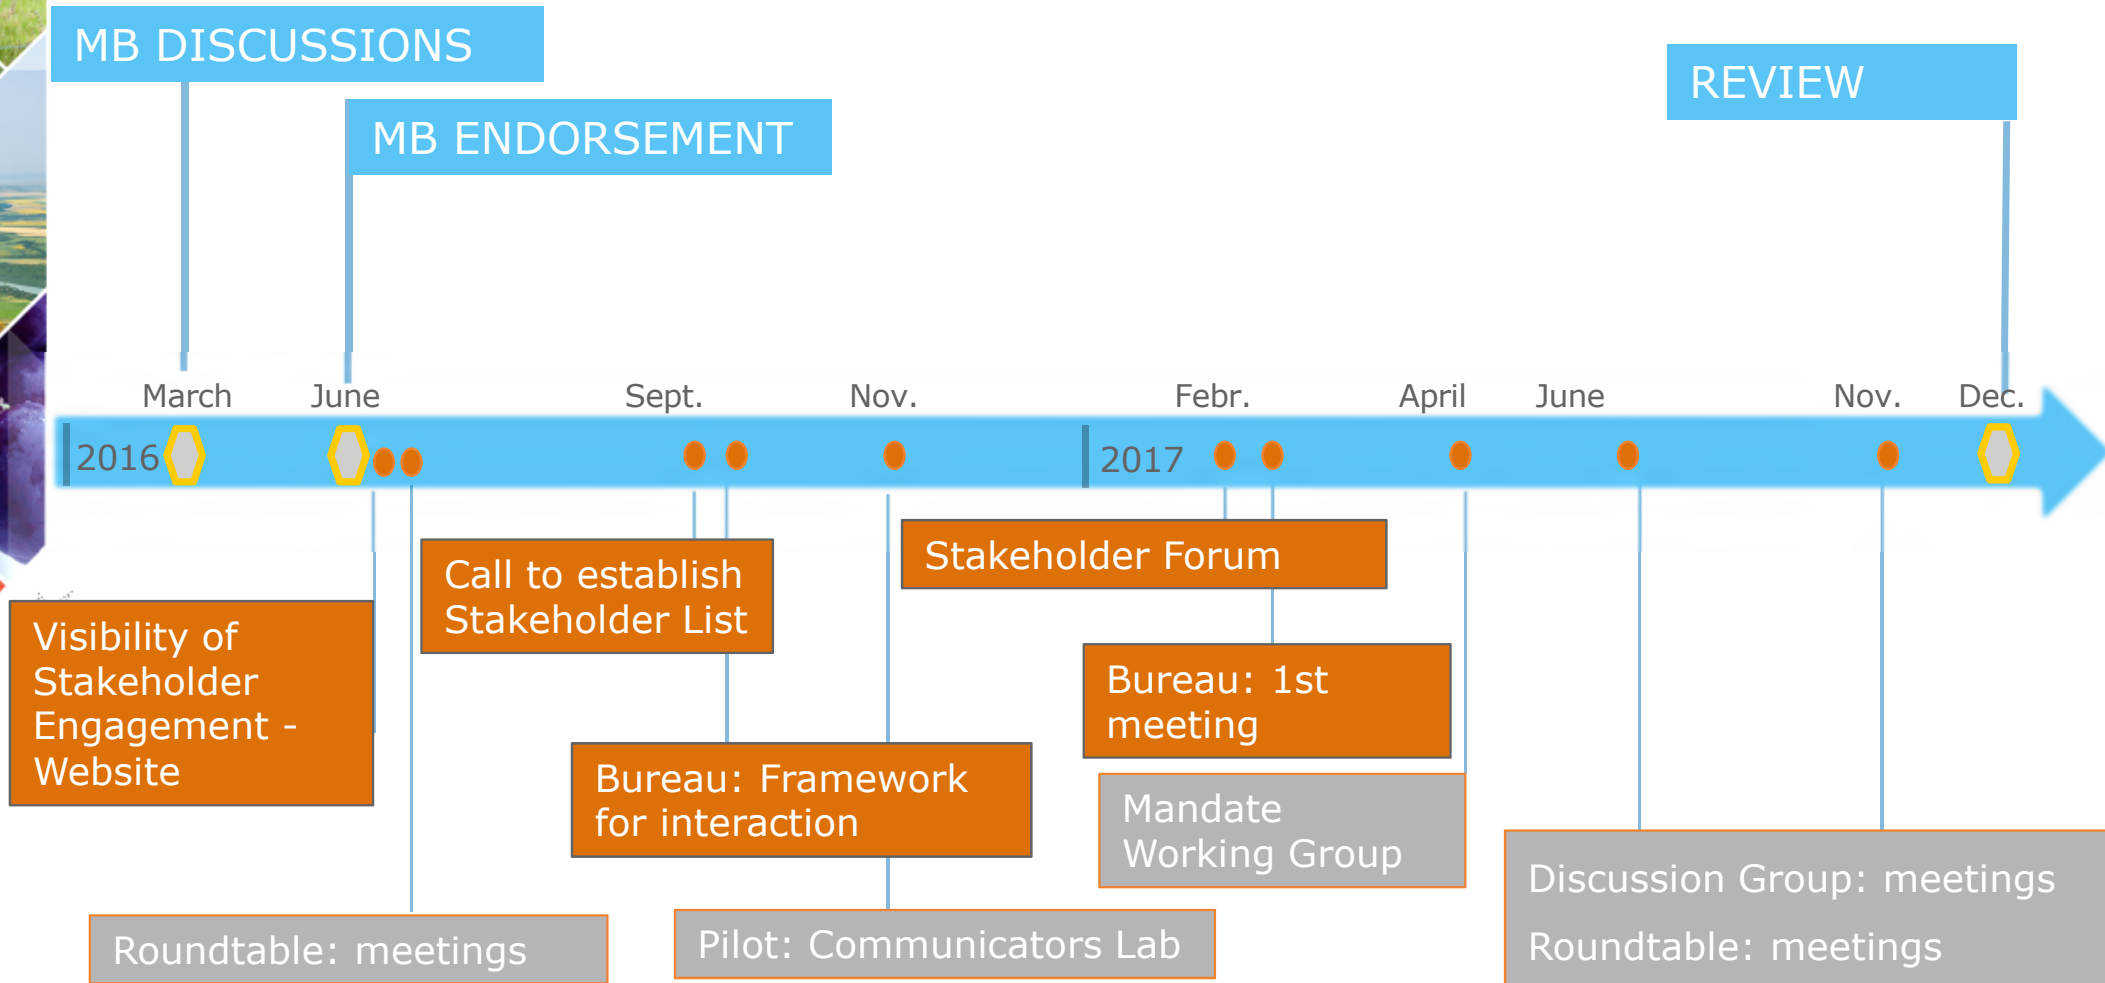 MB DISCUSSIONS
MB ENDORSEMENT
REVIEW
March June Sept. Nov. Febr. April June Nov. Dec.
2016 2017
Visibility of
Stakeholder
Engagement -
Website
Call to establish
Stakeholder List
Stakeholder Forum
Bureau: 1st
meeting
Bureau: Framework
for interaction
Mandate
Working Group
Discussion Group: meetings
Roundtable: meetings
Roundtable: meetings
Pilot: Communicators Lab